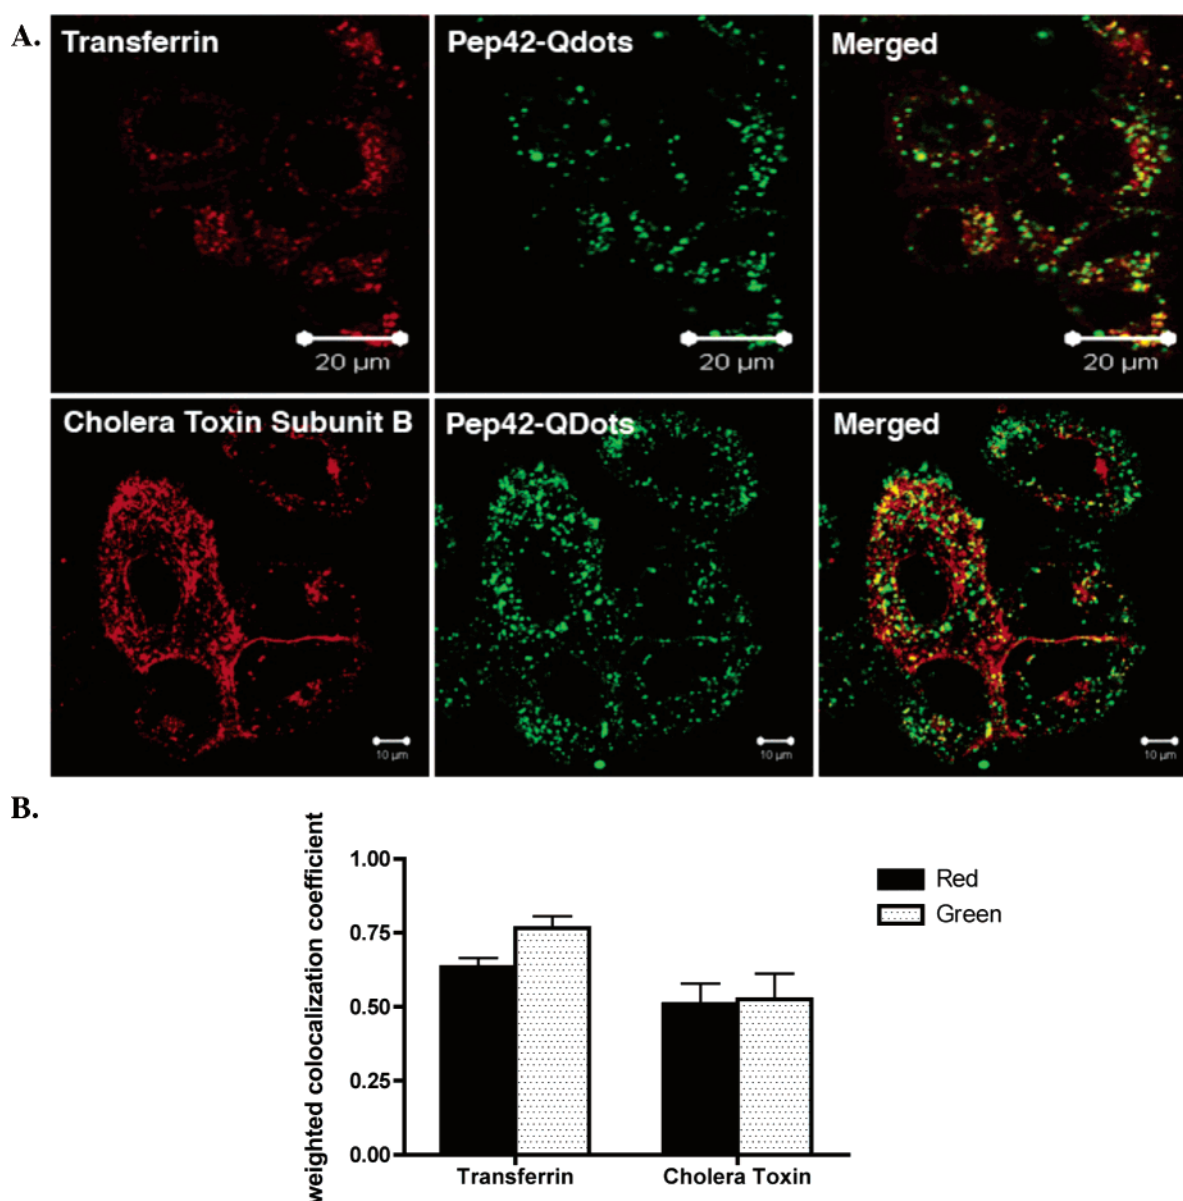 A.
Transferrin
Pep42-Qdots
Merged
20 µm
20 µm
20 µm
Cholera Toxin Subunit B
Pep42-QDots
Merged
10 µm
10 µm
10 µm
B.
weighted colocalization coefficient
1.00
0.75
0.50
0.25
0.00
Red
Green
Transferrin
Cholera Toxin